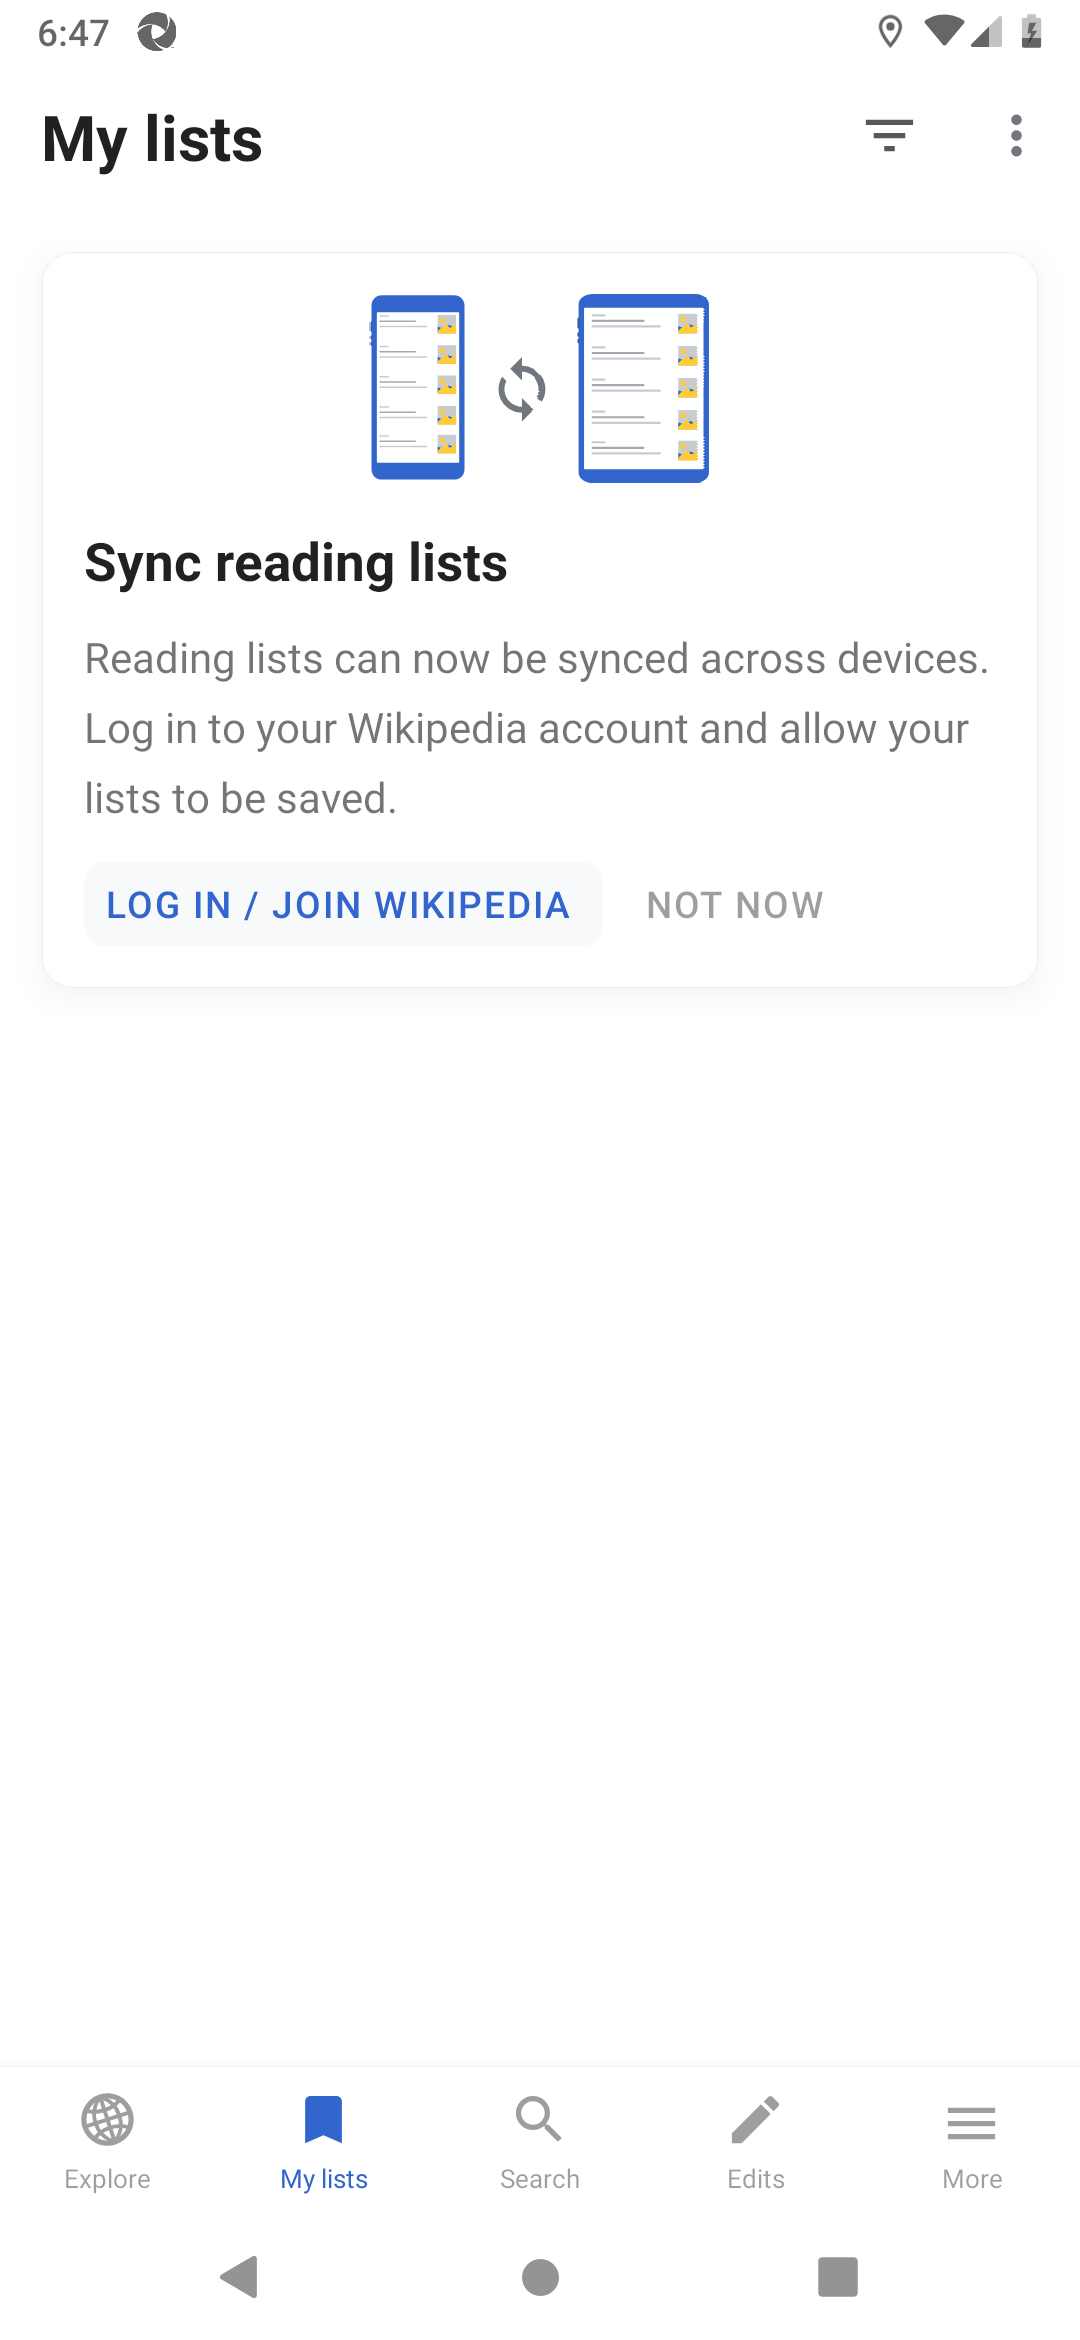 6:47
My lists
Sync reading lists
Reading lists can now be synced across devices.
Log in to your Wikipedia account and allow your
lists to be saved.
LOG IN / JOIN WIKIPEDIA NOT NOW
Explore My lists Search Edits More